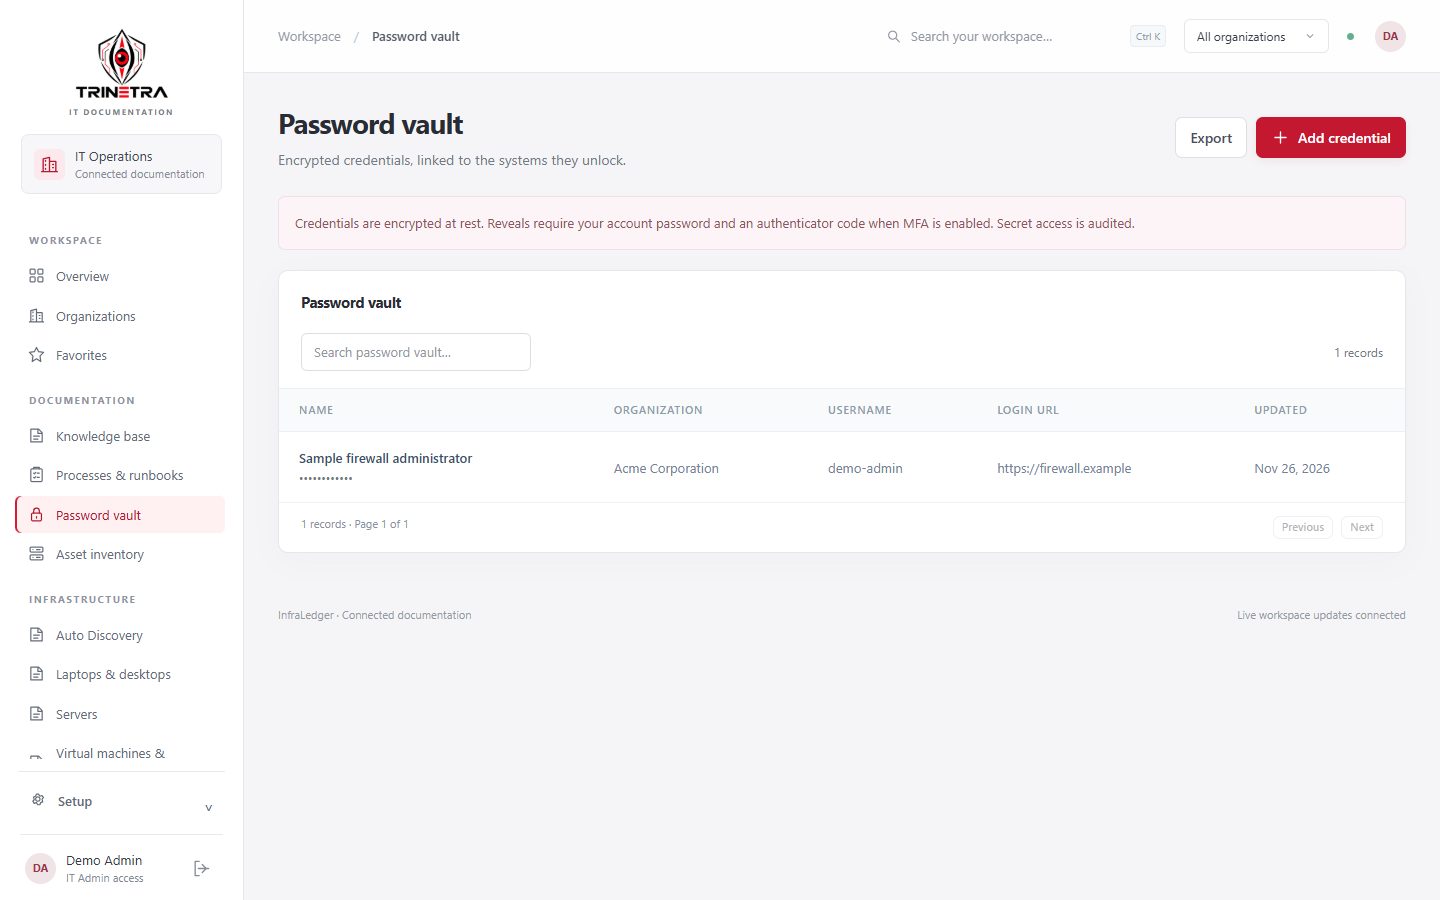 TRINETRA
IT DOCUMENTATION
IT Operations
Connected documentation
WORKSPACE
Overview
Organizations
Favorites
DOCUMENTATION
Knowledge base
Processes & runbooks
Password vault
Asset inventory
INFRASTRUCTURE
Auto Discovery
Laptops & desktops
Servers
Virtual machines &
Setup
v
DA
Demo Admin
IT Admin access
Workspace / Password vault
Search your workspace...
Ctrl K
All organizations
DA
Password vault
Encrypted credentials, linked to the systems they unlock.
Export
+ Add credential
Credentials are encrypted at rest. Reveals require your account password and an authenticator code when MFA is enabled. Secret access is audited.
Password vault
Search password vault...
1 records
NAME ORGANIZATION USERNAME LOGIN URL UPDATED
Sample firewall administrator Acme Corporation demo-admin https://firewall.example Nov 26, 2026
••••••••••••
1 records · Page 1 of 1
Previous
Next
InfraLedger · Connected documentation
Live workspace updates connected